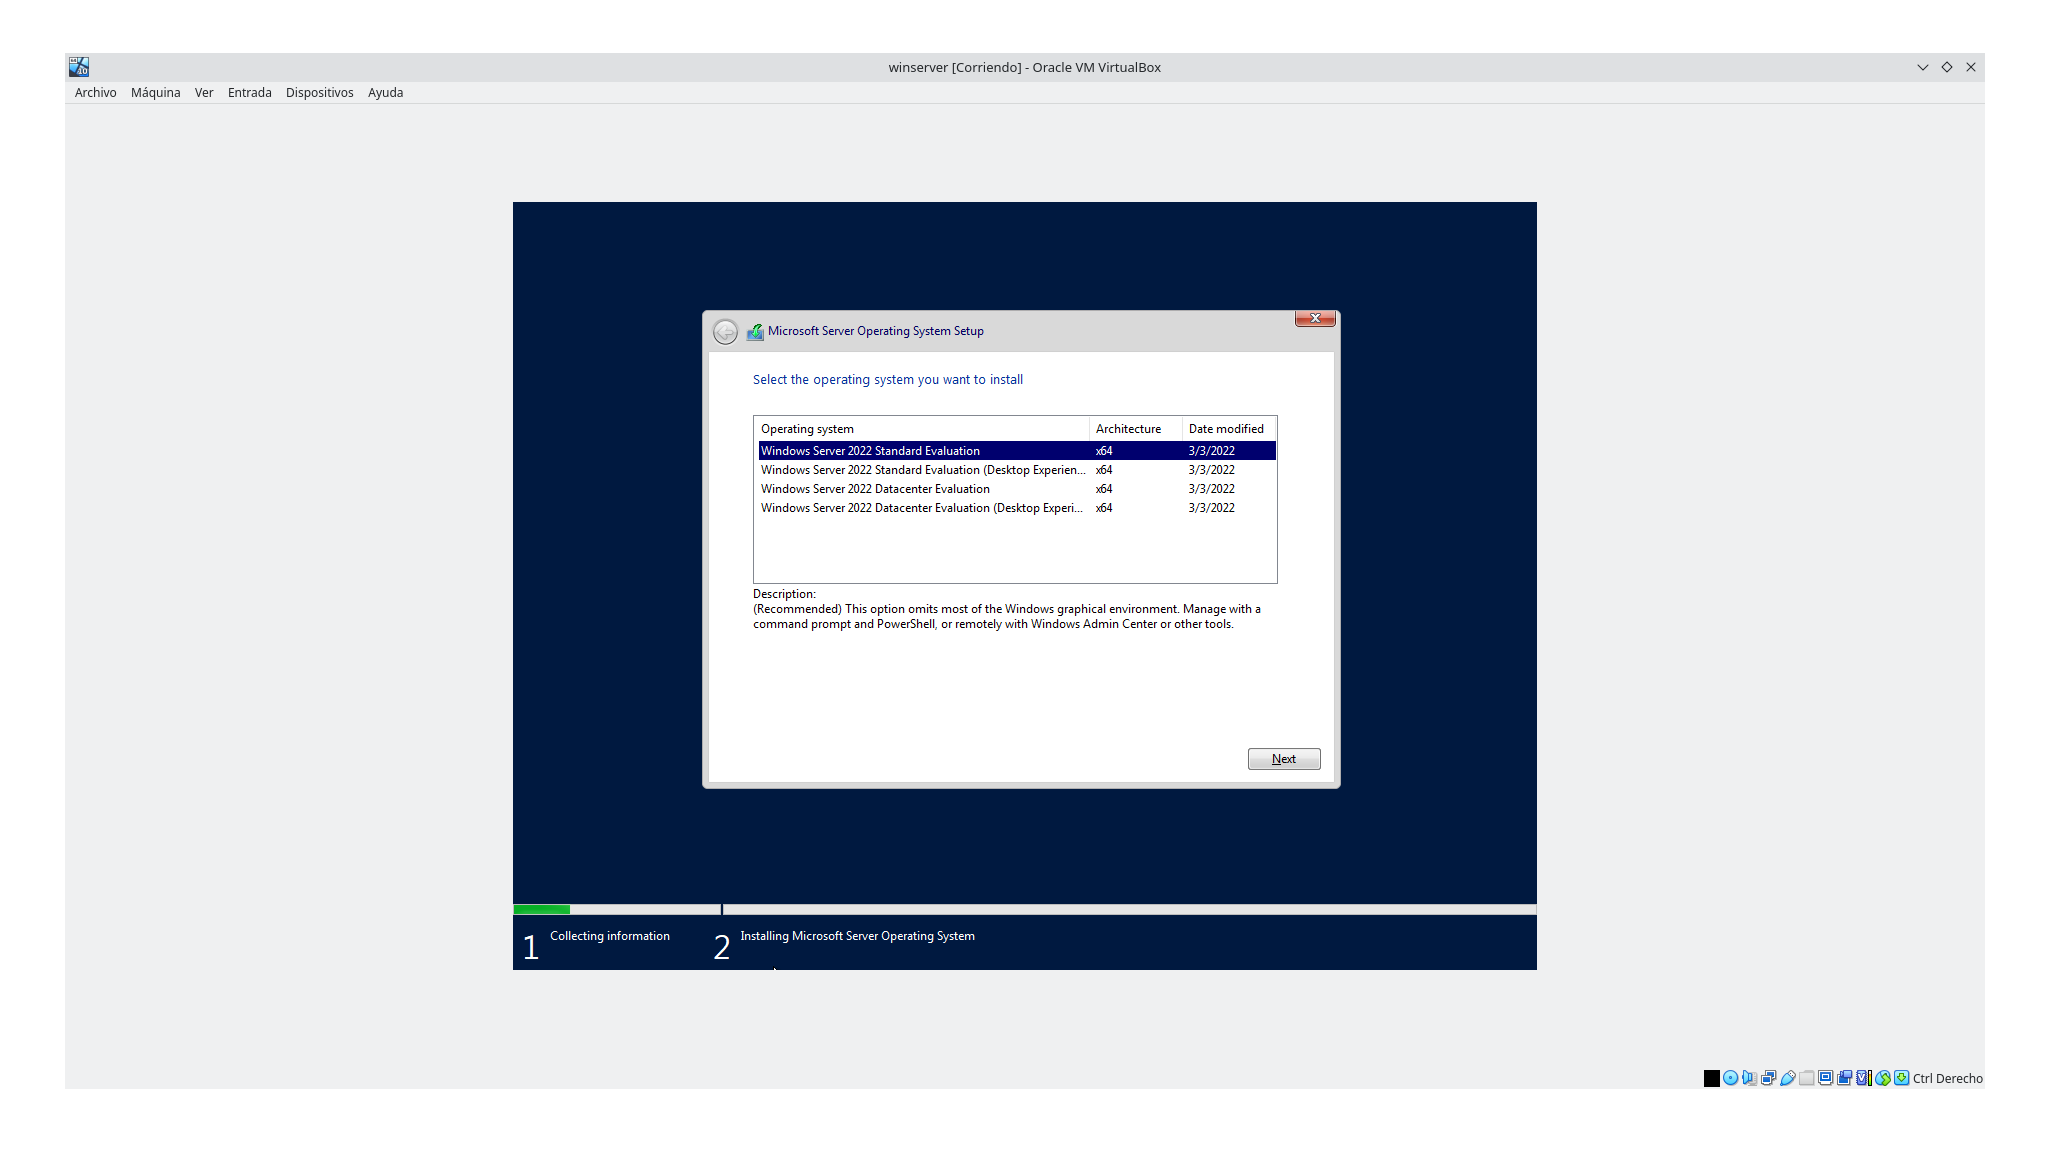 winserver [Corriendo] - Oracle VM VirtualBox
Archivo Máquina Ver Entrada Dispositivos Ayuda
Microsoft Server Operating System Setup
Select the operating system you want to install
Operating system Architecture Date modified
Windows Server 2022 Standard Evaluation x64 3/3/2022
Windows Server 2022 Standard Evaluation (Desktop Experien... x64 3/3/2022
Windows Server 2022 Datacenter Evaluation x64 3/3/2022
Windows Server 2022 Datacenter Evaluation (Desktop Experi... x64 3/3/2022
Description:
(Recommended) This option omits most of the Windows graphical environment. Manage with a
command prompt and PowerShell, or remotely with Windows Admin Center or other tools.
Next
1 Collecting information 2 Installing Microsoft Server Operating System
Ctrl Derecho